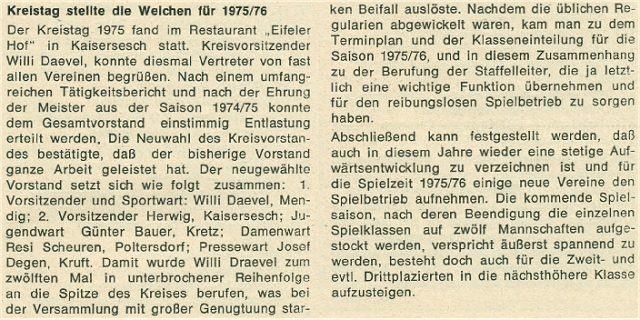 Kreistag stellte die Weichen für 1975/76
Der Kreistag 1975 fand im Restaurant „Eifeler
Hof" in Kaisersesch statt. Kreisvorsitzender
Willi Daevel, konnte diesmal Vertreter von fast
allen Vereinen begrüßen. Nach einem umfang-
reichen Tätigkeitsbericht und nach der Ehrung
der Meister aus der Saison 1974/75 konnte
dem Gesamtvorstand einstimmig Entlastung
erteilt werden. Die Neuwahl des Kreisvorstan-
des bestätigte, daß der bisherige Vorstand
ganze Arbeit geleistet hat. Der neugewählte
Vorstand setzt sich wie folgt zusammen: 1.
Vorsitzender und Sportwart: Willi Daevel, Men-
dig; 2. Vorsitzender Herwig, Kaisersesch; Ju-
gendwart Günter Bauer, Kretz; Damenwart
Resi Scheuren, Poltersdorf; Pressewart Josef
Degen, Kruft. Damit wurde Willi Draevel zum
zwölften Mal in unterbrochener Reihenfolge
an die Spitze des Kreises berufen, was bei
der Versammlung mit großer Genugtuung star-
ken Beifall auslöste. Nachdem die üblichen Re-
gularien abgewickelt waren, kam man zu dem
Terminplan und der Klasseneinteilung für die
Saison 1975/76, und in diesem Zusammenhang
zu der Berufung der Staffelleiter, die ja letzt-
lich eine wichtige Funktion übernehmen und
für den reibungslosen Spielbetrieb zu sorgen
haben.
Abschließend kann festgestellt werden, daß
auch in diesem Jahre wieder eine stetige Auf-
wärtsentwicklung zu verzeichnen ist und für
die Spielzeit 1975/76 einige neue Vereine den
Spielbetrieb aufnehmen. Die kommende Spiel-
saison, nach deren Beendigung die einzelnen
Spielklassen auf zwölf Mannschaften aufge-
stockt werden, verspricht äußerst spannend zu
werden, besteht doch auch für die Zweit- und
evtl. Drittplazierten in die nächsthöhere Klasse
aufzusteigen.